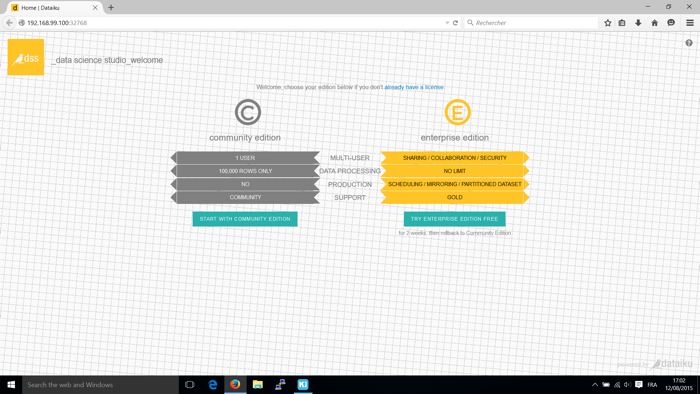 Home | Dataiku
192.168.99.100:32768
Rechercher
dss
_data science studio_welcome
Welcome, choose your edition below if you don't already have a license
community edition
enterprise edition
1 USER
MULTI-USER
SHARING / COLLABORATION / SECURITY
100,000 ROWS ONLY
DATA PROCESSING
NO LIMIT
NO
PRODUCTION
SCHEDULING / MIRRORING / PARTITIONED DATASET
COMMUNITY
SUPPORT
GOLD
START WITH COMMUNITY EDITION
TRY ENTERPRISE EDITION FREE
for 2 weeks, then rollback to Community Edition
powered by dataiku
Search the web and Windows
FRA
17:02
12/08/2015